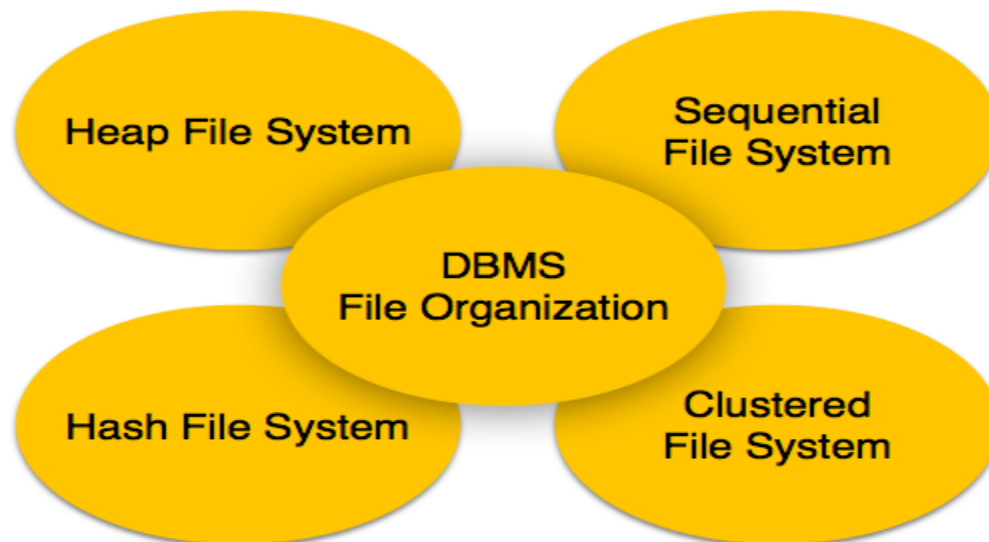 Heap File System
Sequential
File System
DBMS
File Organization
Hash File System
Clustered
File System